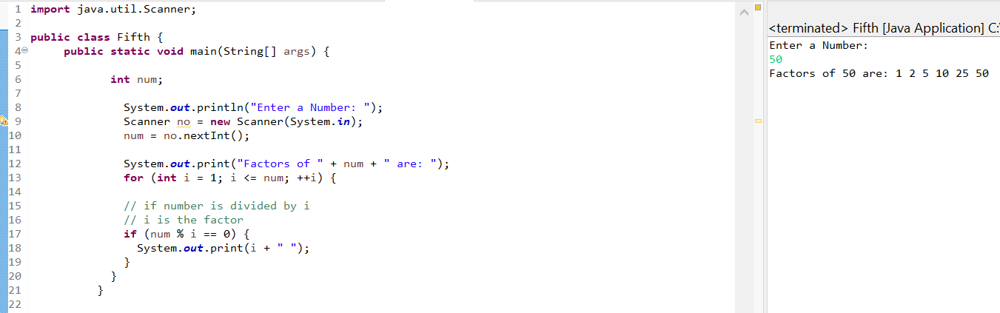 1 import java.util.Scanner;
2
3 public class Fifth {
4 public static void main(String[] args) {
5
6 int num;
7
8 System.out.println("Enter a Number: ");
9 Scanner no = new Scanner(System.in);
10 num = no.nextInt();
11
12 System.out.print("Factors of " + num + " are: ");
13 for (int i = 1; i <= num; ++i) {
14
15 // if number is divided by i
16 // i is the factor
17 if (num % i == 0) {
18 System.out.print(i + " ");
19 }
20 }
21 }
22
<terminated> Fifth [Java Application] C:
Enter a Number:
50
Factors of 50 are: 1 2 5 10 25 50